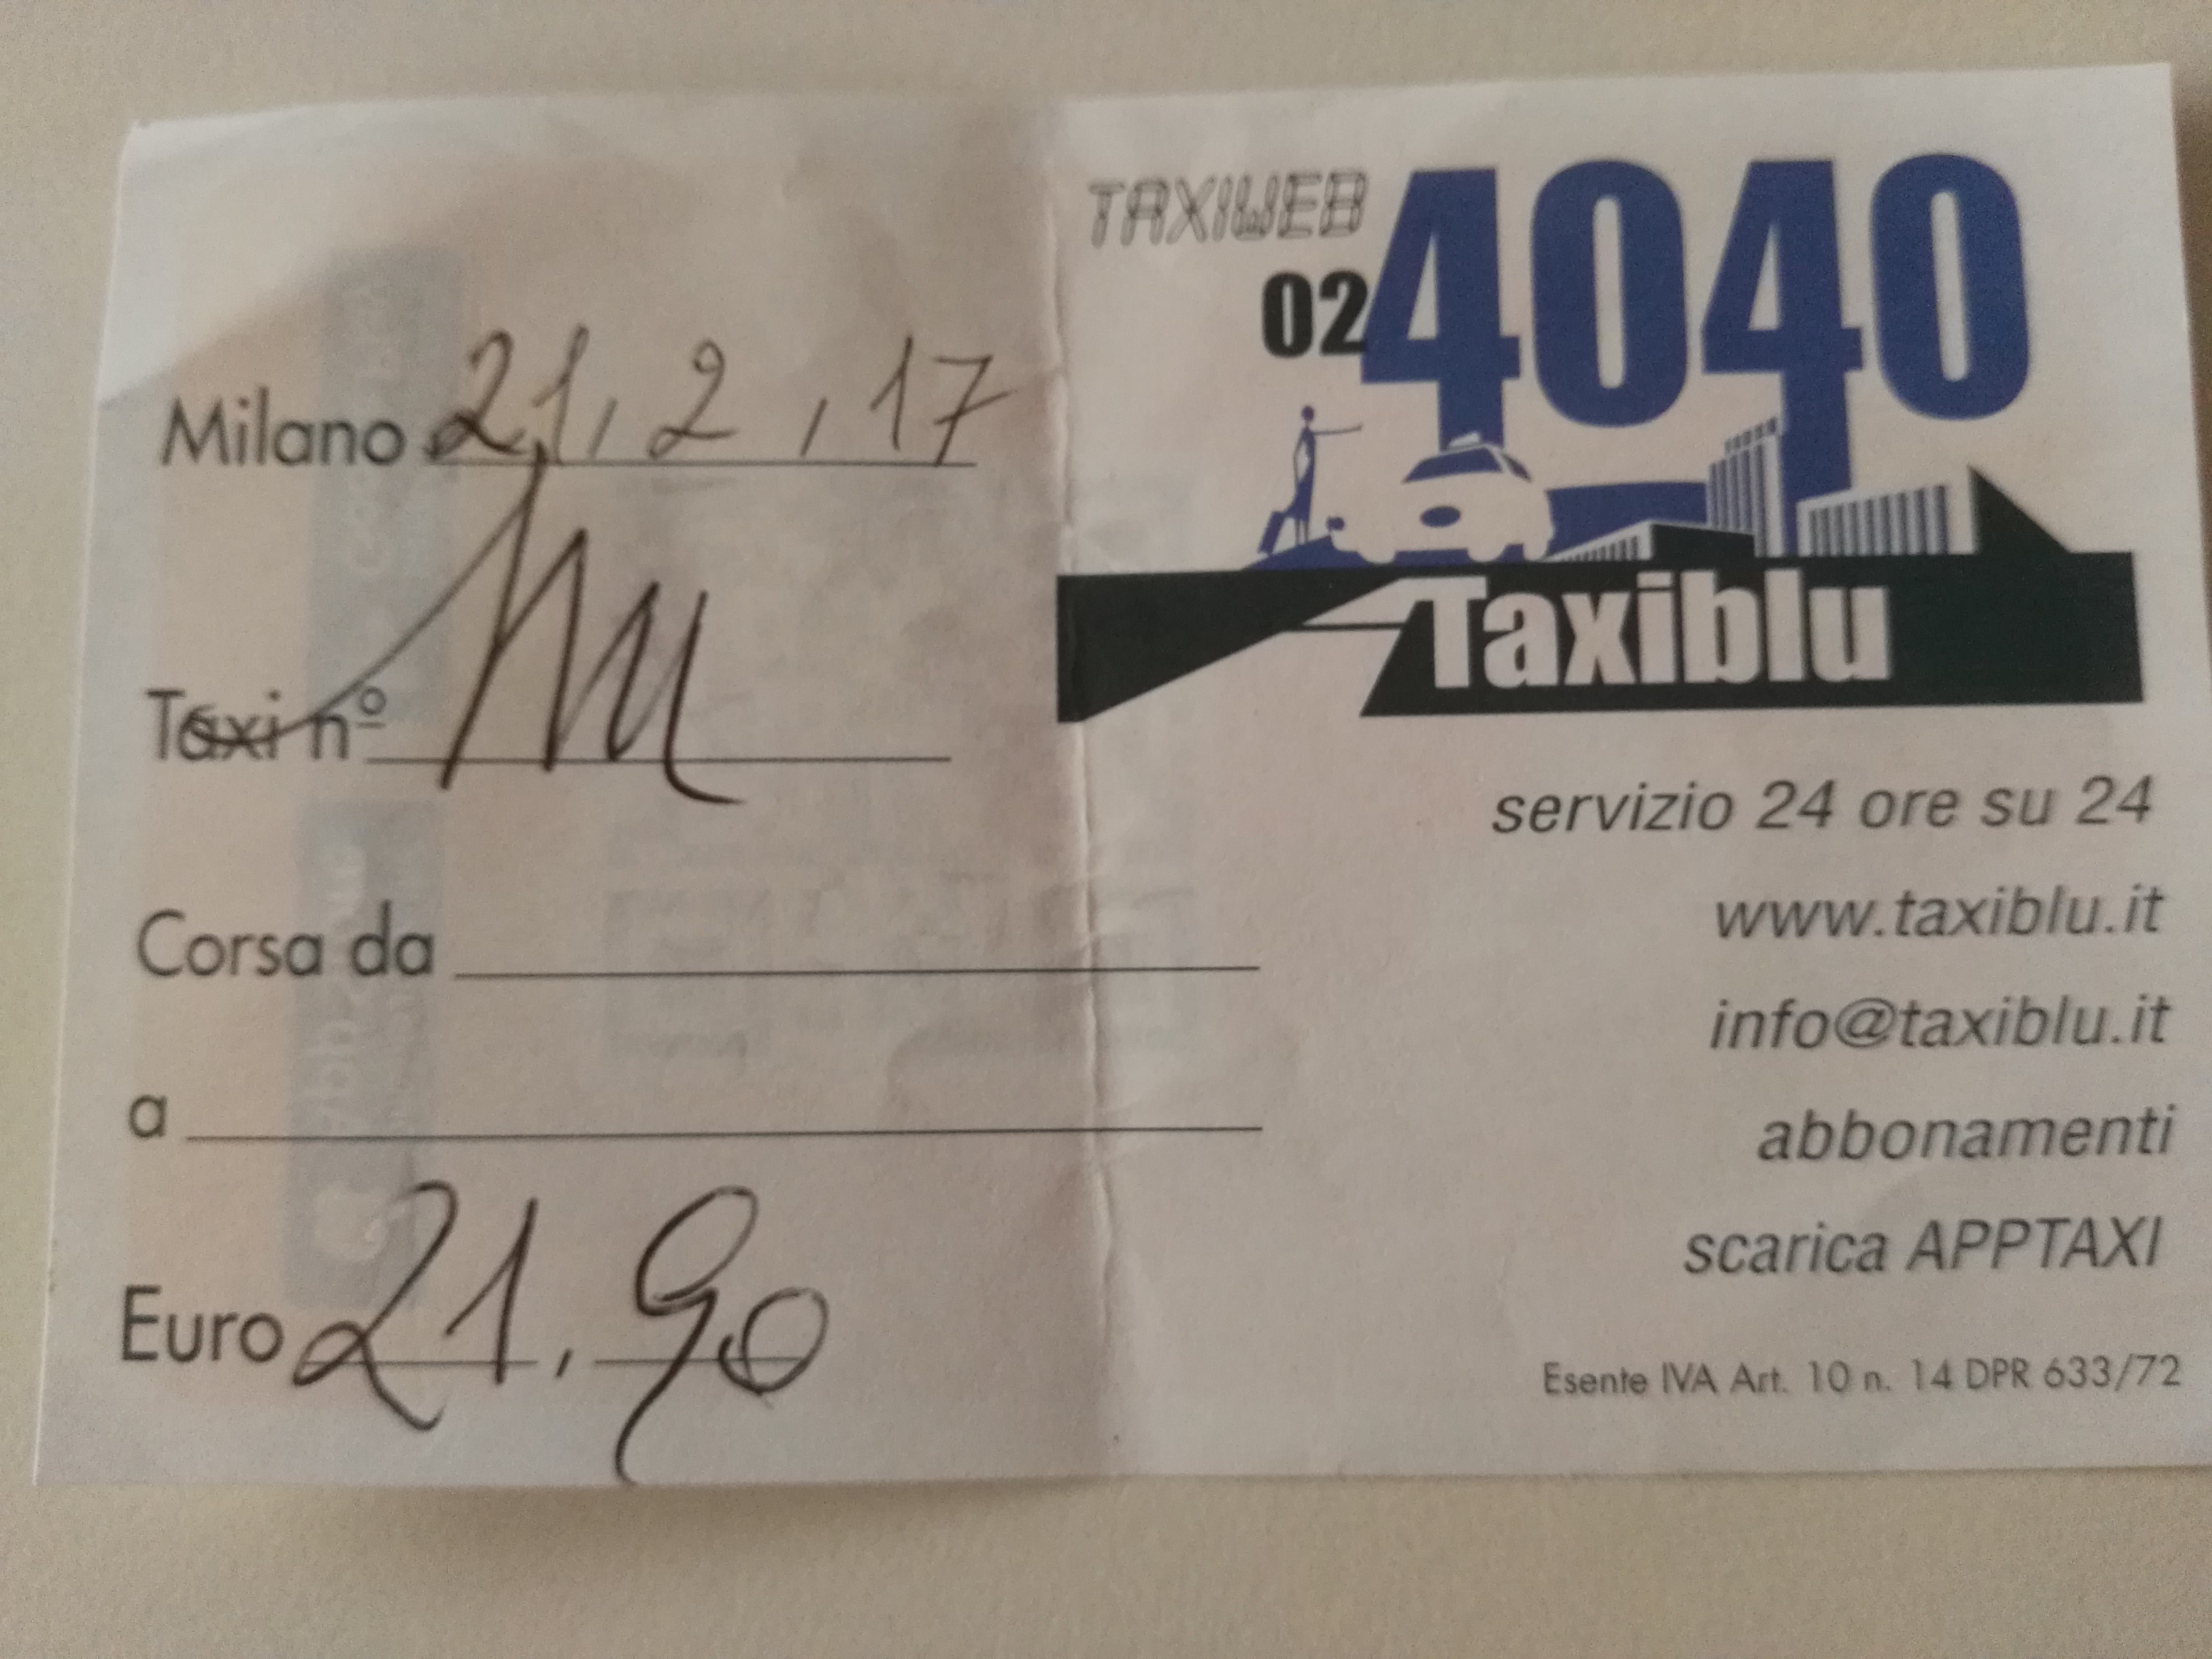 Milano 21, 2, 17
Taxi n°
Corsa da
a
Euro 21,90
TAXIWEB
02 4040
Taxiblu
servizio 24 ore su 24
www.taxiblu.it
info@taxiblu.it
abbonamenti
scarica APPTAXI
Esente IVA Art. 10 n. 14 DPR 633/72